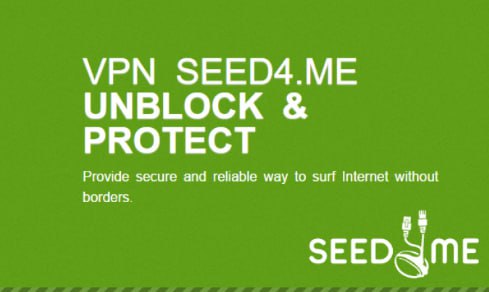 VPN SEED4.ME
UNBLOCK &
PROTECT
Provide secure and reliable way to surf Internet without
borders.
SEED4ME